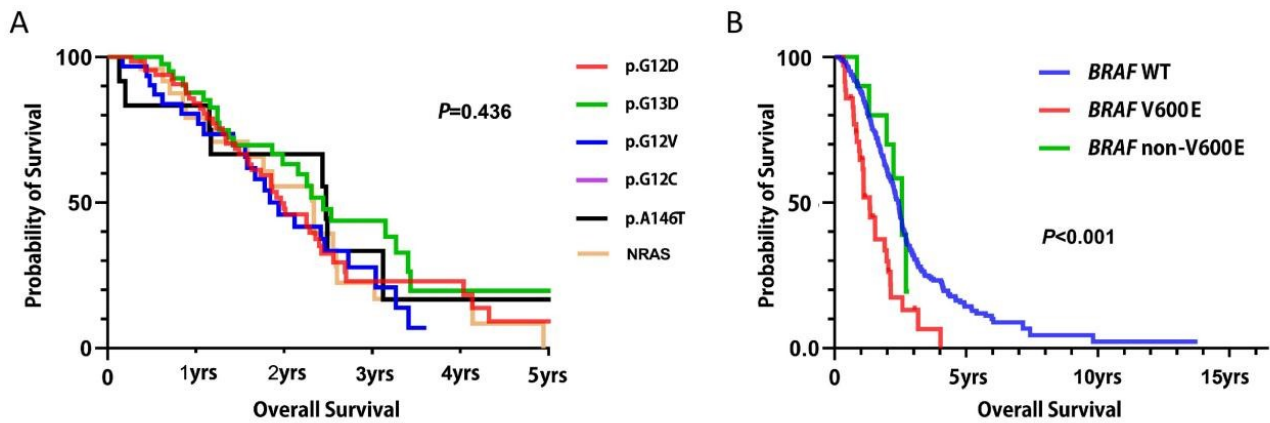 A
Probability of Survival
100
50
0
0
1yrs
2yrs
3yrs
4yrs
5yrs
Overall Survival
P=0.436
p.G12D
p.G13D
p.G12V
p.G12C
p.A146T
NRAS
B
Probability of Survival
100
50
0.0
0
5yrs
10yrs
15yrs
Overall Survival
BRAF WT
BRAF V600E
BRAF non-V600E
P<0.001